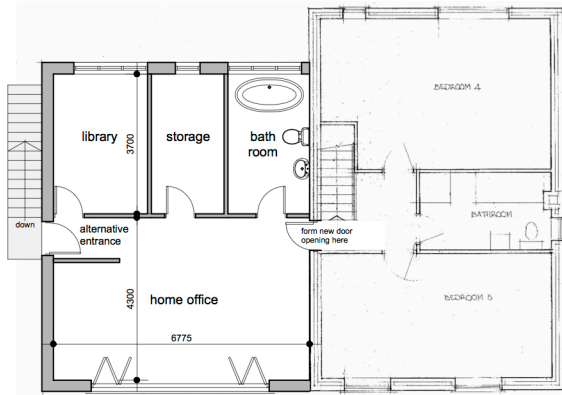 BEDROOM 4
library
storage
bath
room
3700
BATHROOM
down
alternative
entrance
form new door
opening here
home office
4300
6775
BEDROOM 5